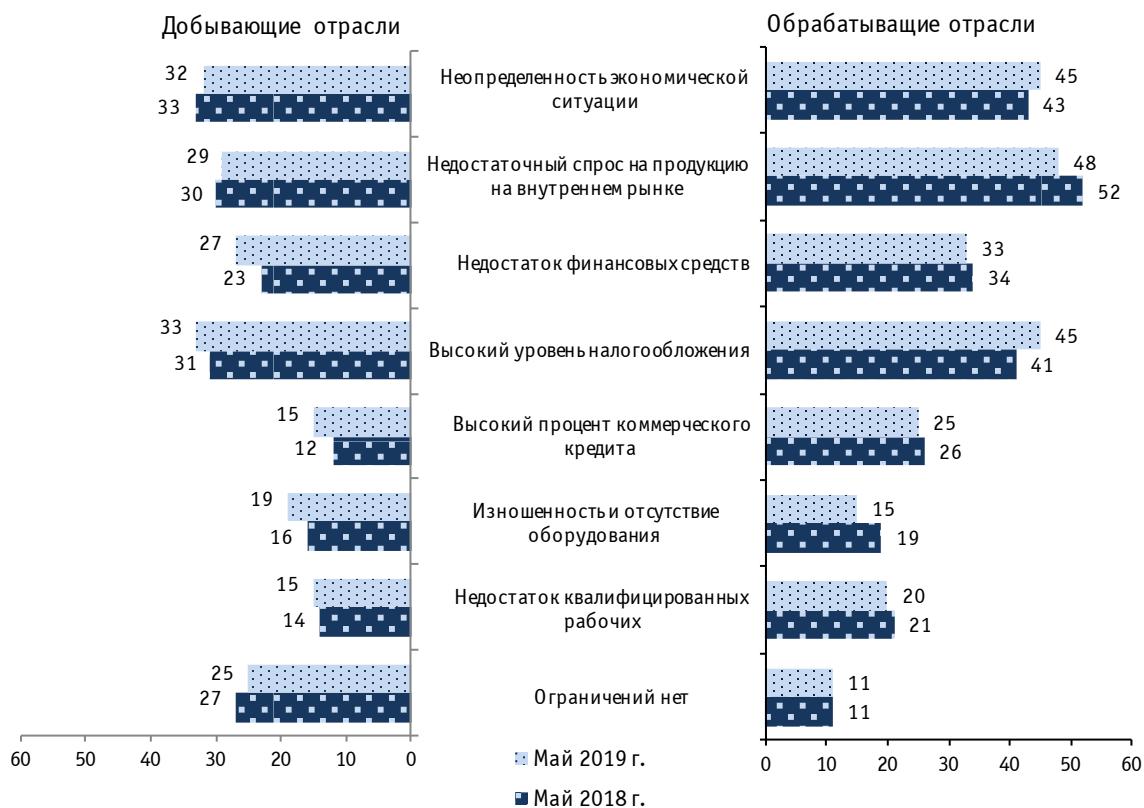 Добывающие отрасли
Обрабатыващие отрасли
32
33
Неопределенность экономической
ситуации
45
43
29
30
Недостаточный спрос на продукцию
на внутреннем рынке
48
52
27
23
Недостаток финансовых средств
33
34
33
31
Высокий уровень налогообложения
45
41
15
12
Высокий процент коммерческого
кредита
25
26
19
16
Изношенность и отсутствие
оборудования
15
19
15
14
Недостаток квалифицированных
рабочих
20
21
25
27
Ограничений нет
11
11
60 50 40 30 20 10 0
0 10 20 30 40 50 60
Май 2019 г.
Май 2018 г.